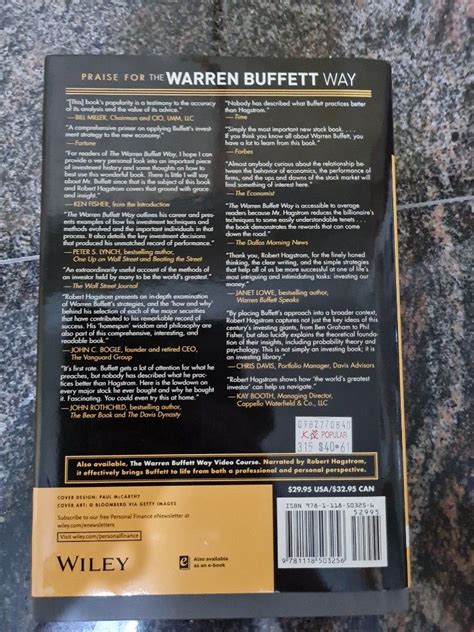 PRAISE FOR THE WARREN BUFFETT WAY
"[This] book's popularity is a testimony to the accuracy
of its analysis and the value of its advice."
— BILL MILLER, Chairman and CIO, LMM, LLC
"A comprehensive primer on applying Buffett's invest-
ment strategy to the new economy."
— Fortune
"For readers of The Warren Buffett Way, I hope I can
provide a very personal look into an important piece
of investment history and some thoughts on how to
best use this wonderful book. There is little I will say
about Mr. Buffett since that is the subject of this book
and Robert Hagstrom covers that ground with grace
and insight."
— KEN FISHER, from the Introduction
"The Warren Buffett Way outlines his career and pres-
ents examples of how his investment techniques and
methods evolved and the important individuals in that
process. It also details the key investment decisions
that produced his unmatched record of performance."
— PETER S. LYNCH, bestselling author,
One Up on Wall Street and Beating the Street
"An extraordinarily useful account of the methods of
an investor held by many to be the world's greatest."
— The Wall Street Journal
"Robert Hagstrom presents an in-depth examination
of Warren Buffett's strategies, and the 'how and why'
behind his selection of each of the major securities
that have contributed to his remarkable record of
success. His 'homespun' wisdom and philosophy are
also part of this comprehensive, interesting, and
readable book."
— JOHN C. BOGLE, founder and retired CEO,
The Vanguard Group
"It's first rate. Buffett gets a lot of attention for what he
preaches, but nobody has described what he practices
better than Hagstrom. Here is the lowdown on
every major stock he ever bought and why he bought
it. Fascinating. You could even try this at home."
— JOHN ROTHCHILD, bestselling author,
The Bear Book and The Davis Dynasty
"Nobody has described what Buffett practices better
than Hagstrom."
— Time
"Simply the most important new stock book. . . .
If you think you know all about Warren Buffett, you
have a lot to learn from this book."
— Forbes
"Almost anybody curious about the relationship be-
tween the behavior of economics, the performance of
firms, and the ups and downs of the stock market will
find something of interest here."
— The Economist
"The Warren Buffett Way is accessible to average
readers because Mr. Hagstrom reduces the billionaire's
techniques to some easily understandable tenets . . .
the book demonstrates the rewards that can come
down the road."
— The Dallas Morning News
"Thank you, Robert Hagstrom, for the finely honed
thinking, the clear writing, and the simple strategies
that help all of us be more successful at one of life's
most intriguing and intimidating tasks: investing our
money."
— JANET LOWE, bestselling author,
Warren Buffett Speaks
"By placing Buffett's approach into a broader context,
Robert Hagstrom captures not just the key ideas of
this century's investing giants, from Ben Graham to Phil
Fisher, but also lucidly explains the theoretical founda-
tion of their insights, including probability theory and
psychology. This is not simply an investment book; it is
an investing library."
— CHRIS DAVIS, Portfolio Manager, Davis Advisors
"Robert Hagstrom shows how 'the world's greatest
investor' can help us navigate."
— KAY BOOTH, Managing Director,
Cappello Waterfield & Co., LLC
0982770840
POPULAR
315 $40.61
Also available, The Warren Buffett Way Video Course. Narrated by Robert Hagstrom,
it effectively brings Buffett to life from both a professional and personal perspective.
COVER DESIGN: PAUL McCARTHY
COVER ART: © BLOOMBERG VIA GETTY IMAGES
Subscribe to our free Personal Finance eNewsletter at
wiley.com/enewsletters
Visit wiley.com/personalfinance
WILEY
e
Also available
as an e-book
$29.95 USA/$32.95 CAN
ISBN 978-1-118-50325-6
52995
9 781118 503256